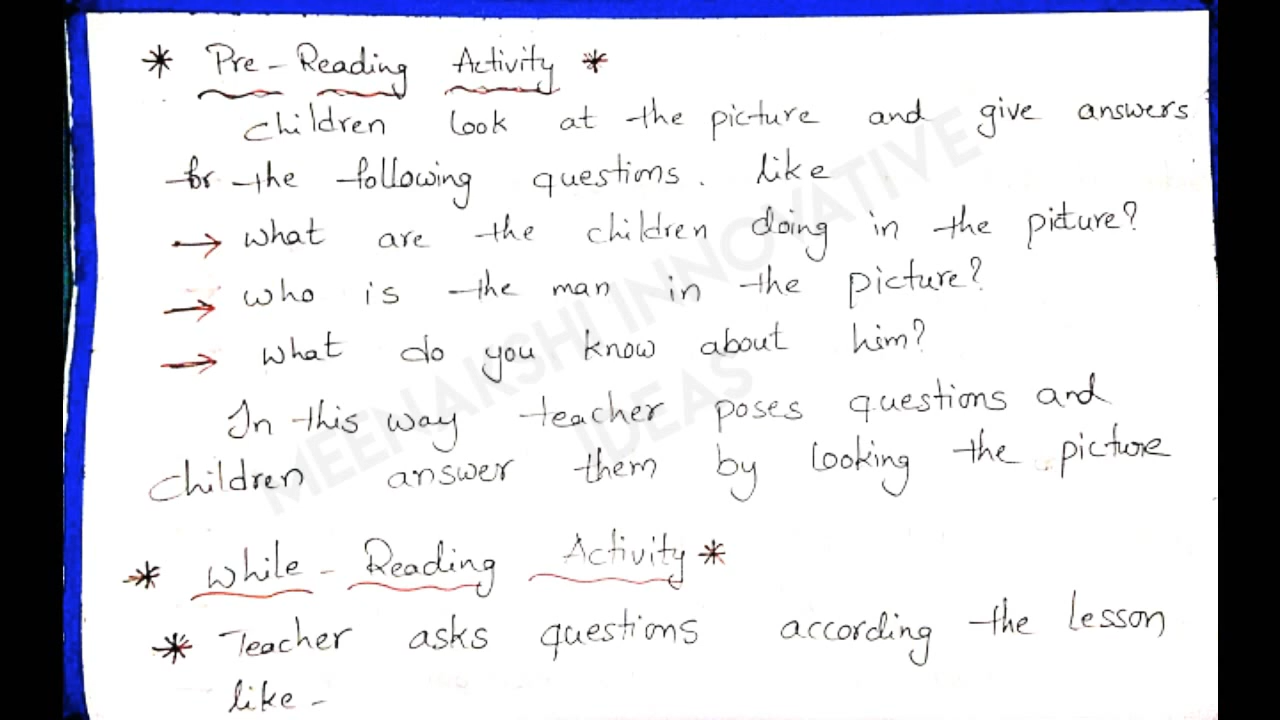 * Pre-Reading Activity *
Children look at the picture and give answers
for the following questions. like
→ what are the children doing in the picture?
→ who is the man in the picture?
→ what do you know about him?
In this way teacher poses questions and
children answer them by looking the picture
* While-Reading Activity *
* Teacher asks questions according the lesson
like-
MEENAKSHI INNOVATIVE
IDEAS